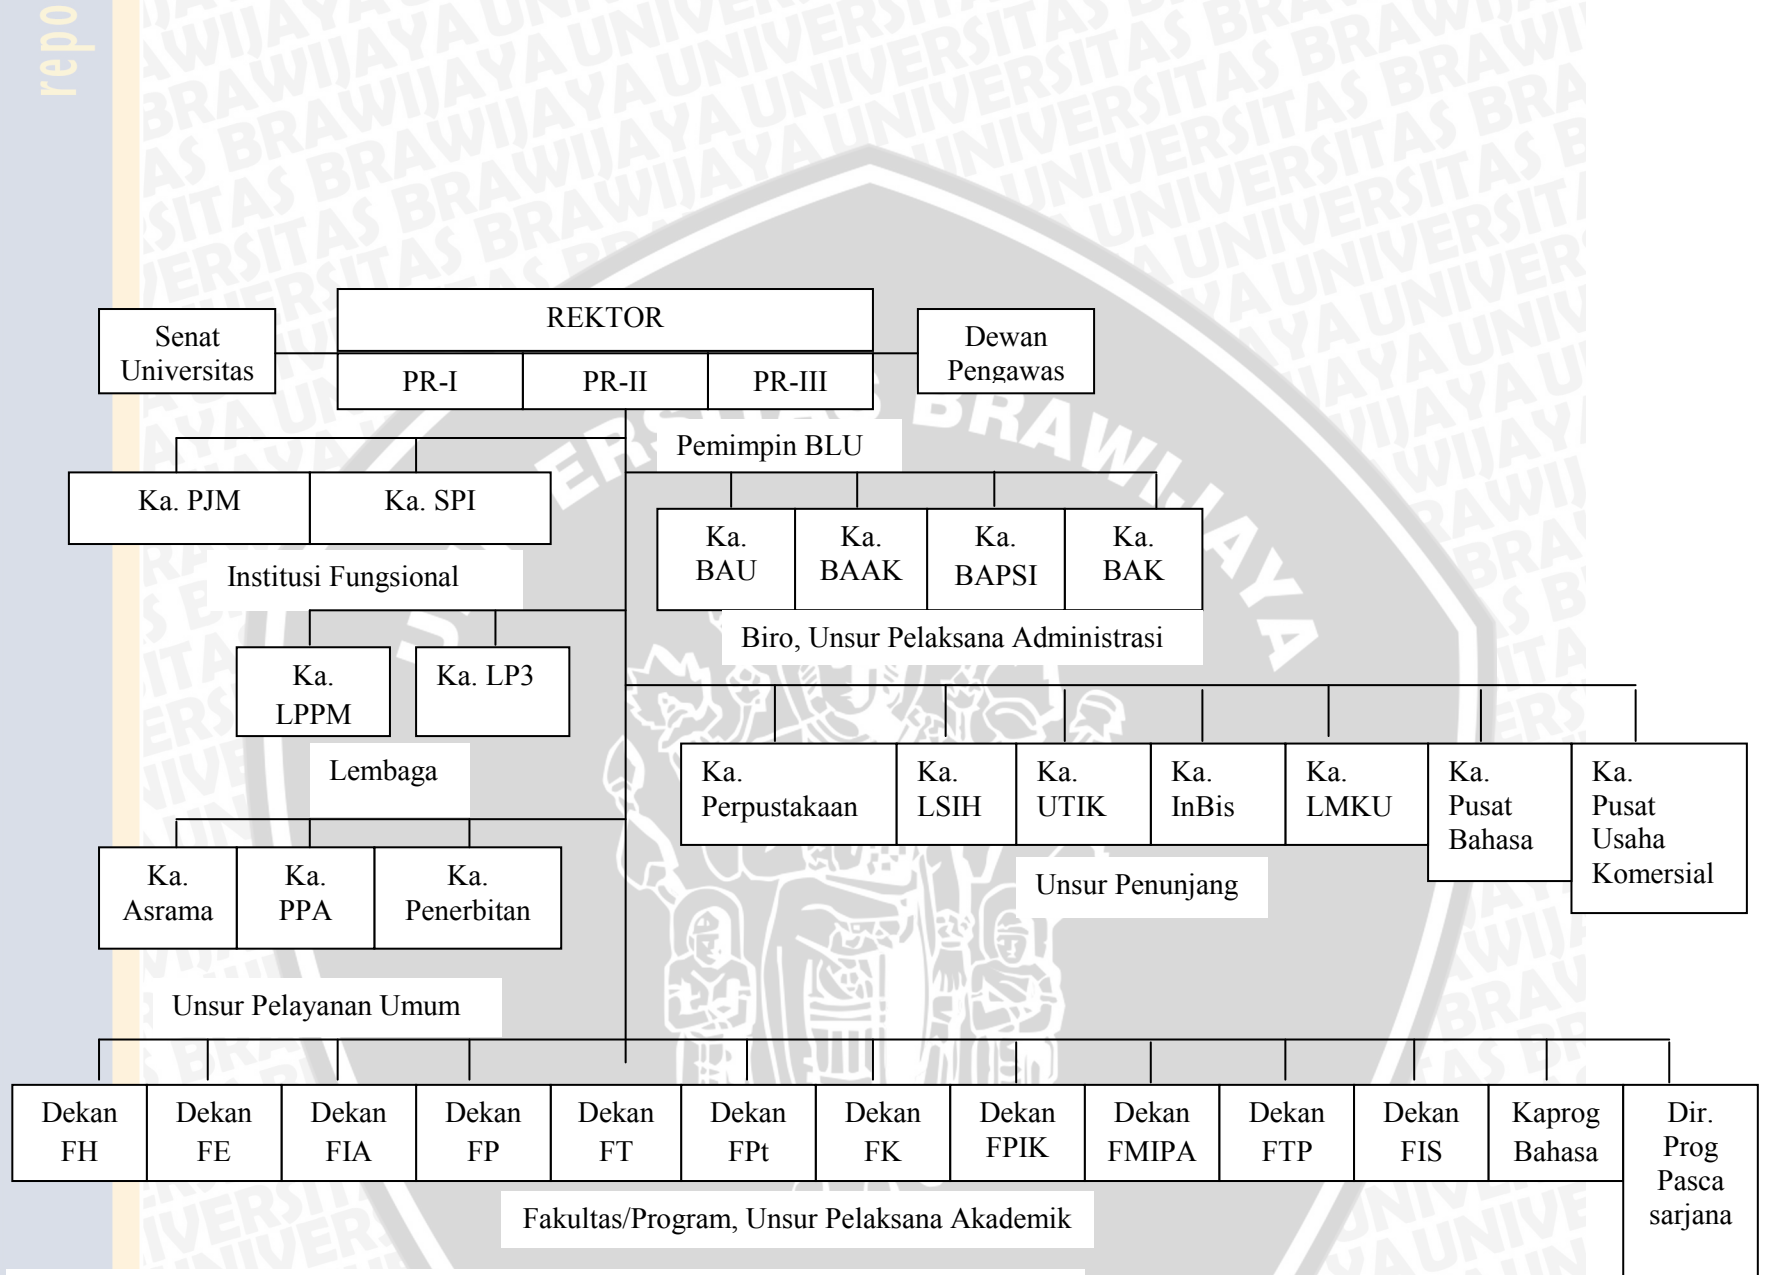 repo
REKTOR
Senat
Universitas
Dewan
Pengawas
PR-I
PR-II
PR-III
Pemimpin BLU
Ka. PJM
Ka. SPI
Institusi Fungsional
Ka.
BAU
Ka.
BAAK
Ka.
BAPSI
Ka.
BAK
Biro, Unsur Pelaksana Administrasi
Ka.
LPPM
Ka. LP3
Lembaga
Ka.
Perpustakaan
Ka.
LSIH
Ka.
UTIK
Ka.
InBis
Ka.
LMKU
Ka.
Pusat
Bahasa
Ka.
Pusat
Usaha
Komersial
Unsur Penunjang
Ka.
Asrama
Ka.
PPA
Ka.
Penerbitan
Unsur Pelayanan Umum
Dekan
FH
Dekan
FE
Dekan
FIA
Dekan
FP
Dekan
FT
Dekan
FPt
Dekan
FK
Dekan
FPIK
Dekan
FMIPA
Dekan
FTP
Dekan
FIS
Kaprog
Bahasa
Dir.
Prog
Pasca
sarjana
Fakultas/Program, Unsur Pelaksana Akademik
UNIVERSITAS BRAWIJAYA